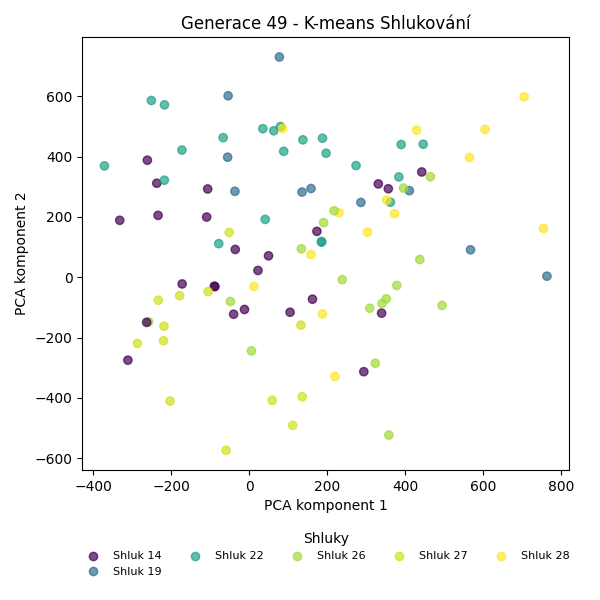 Generace 49 - K-means Shlukování
PCA komponent 2
600
400
200
0
−200
−400
−600
−400 −200 0 200 400 600 800
PCA komponent 1
Shluky
Shluk 14 Shluk 22 Shluk 26 Shluk 27 Shluk 28
Shluk 19